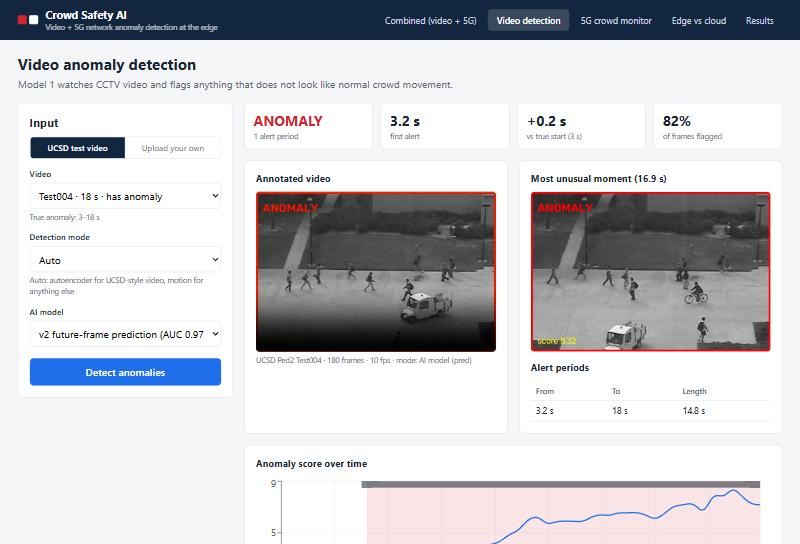 Crowd Safety AI
Video + 5G network anomaly detection at the edge
Combined (video + 5G)
Video detection
5G crowd monitor
Edge vs cloud
Results
Video anomaly detection
Model 1 watches CCTV video and flags anything that does not look like normal crowd movement.
Input
UCSD test video
Upload your own
Video
Test004 · 18 s · has anomaly
True anomaly: 3–18 s
Detection mode
Auto
Auto: autoencoder for UCSD-style video, motion for
anything else
AI model
v2 future-frame prediction (AUC 0.97
Detect anomalies
ANOMALY
1 alert period
3.2 s
first alert
+0.2 s
vs true start (3 s)
82%
of frames flagged
Annotated video
ANOMALY
UCSD Ped2 Test004 · 180 frames · 10 fps · mode: AI model (pred)
Most unusual moment (16.9 s)
ANOMALY
score 8.32
Alert periods
From To Length
3.2 s 18 s 14.8 s
Anomaly score over time
9
5